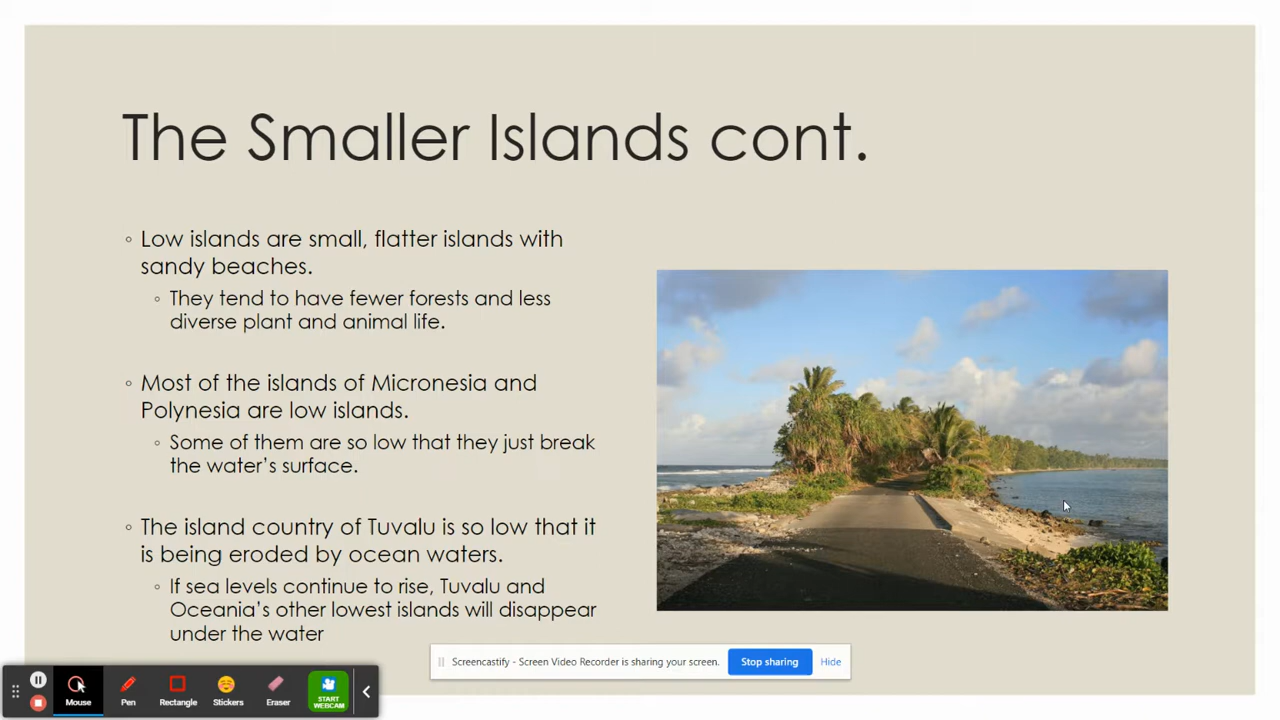 The Smaller Islands cont.
◦ Low islands are small, flatter islands with
sandy beaches.
◦ They tend to have fewer forests and less
diverse plant and animal life.
◦ Most of the islands of Micronesia and
Polynesia are low islands.
◦ Some of them are so low that they just break
the water's surface.
◦ The island country of Tuvalu is so low that it
is being eroded by ocean waters.
◦ If sea levels continue to rise, Tuvalu and
Oceania's other lowest islands will disappear
under the water
Screencastify - Screen Video Recorder is sharing your screen. Stop sharing Hide
Mouse Pen Rectangle Stickers Eraser START
WEBCAM